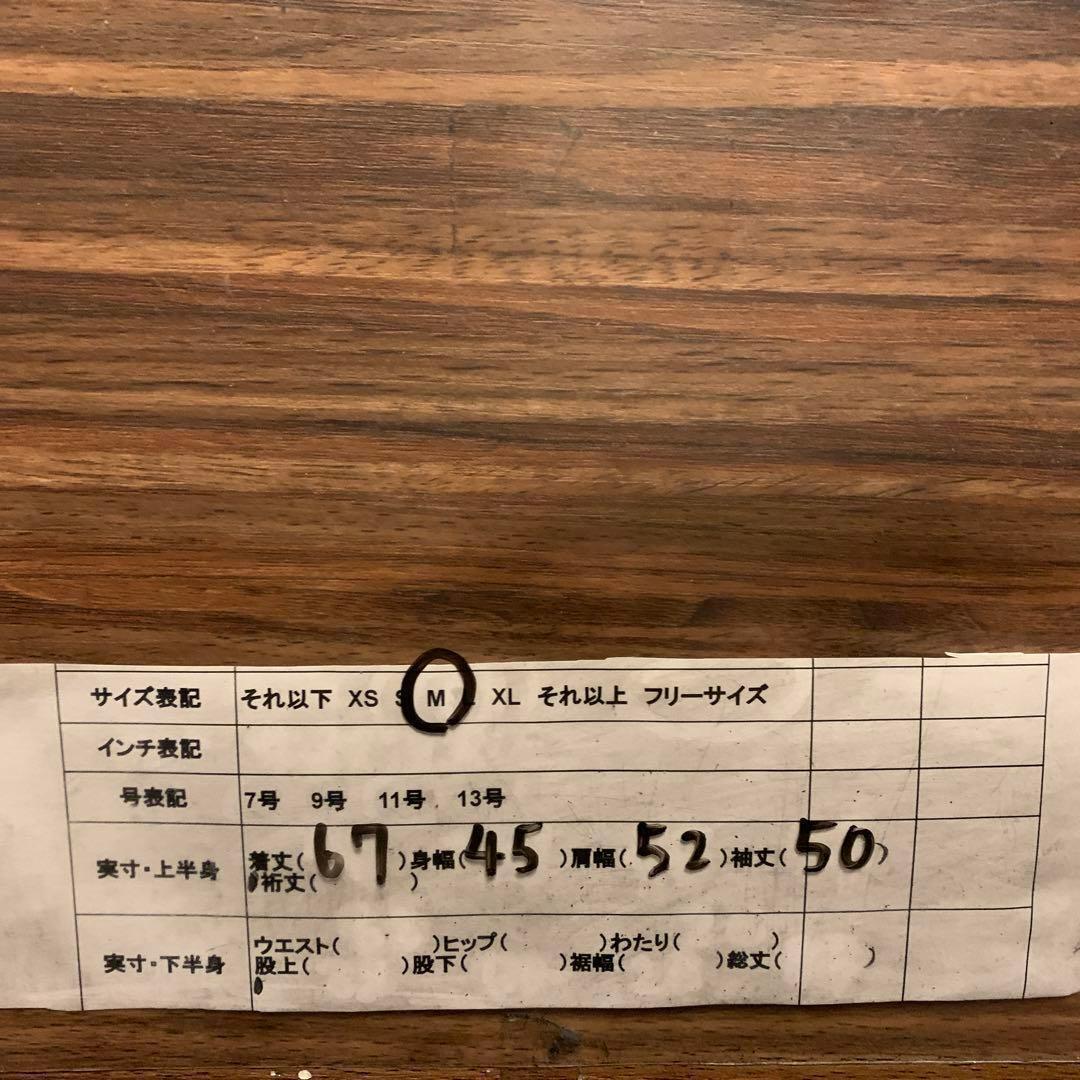 サイズ表記 それ以下 XS S M L XL それ以上 フリーサイズ
インチ表記
号表記 7号 9号 11号 13号
実寸・上半身 着丈(67)身幅(45)肩幅(52)袖丈(50)
裄丈( )
実寸・下半身 ウエスト( )ヒップ( )わたり( )
股上( )股下( )裾幅( )総丈( )